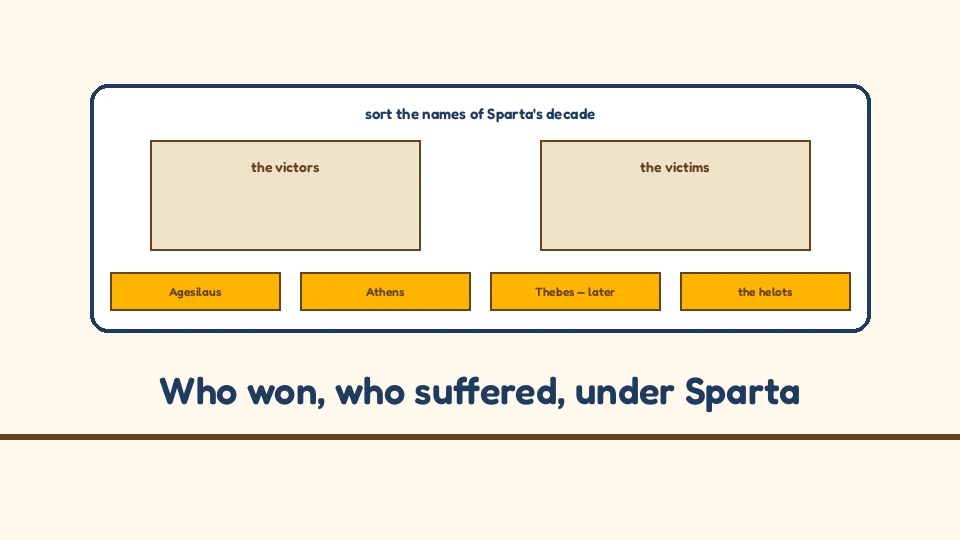 sort the names of Sparta's decade
the victors
the victims
Agesilaus
Athens
Thebes – later
the helots
Who won, who suffered, under Sparta